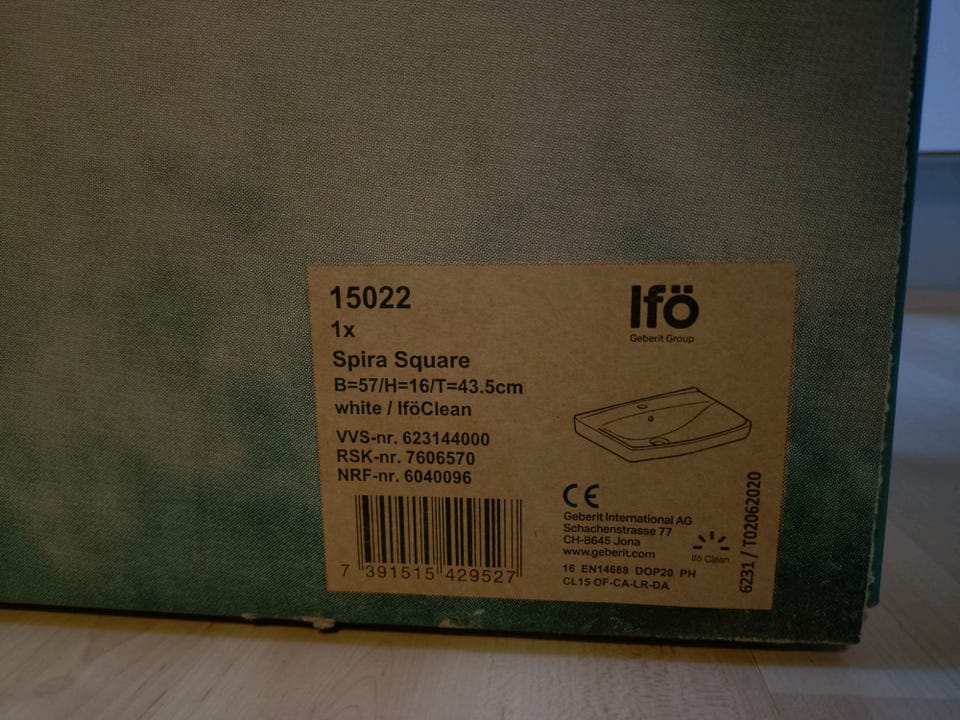 15022
1x
Spira Square
B=57/H=16/T=43.5cm
white / IföClean
VVS-nr. 623144000
RSK-nr. 7606570
NRF-nr. 6040096
7 391515 429527
Ifö
Geberit Group
CE
Geberit International AG
Schachenstrasse 77
CH-8645 Jona
www.geberit.com
Ifö Clean
16 EN14688 DOP20 PH
CL15 OF-CA-LR-DA
6231 / T02062020